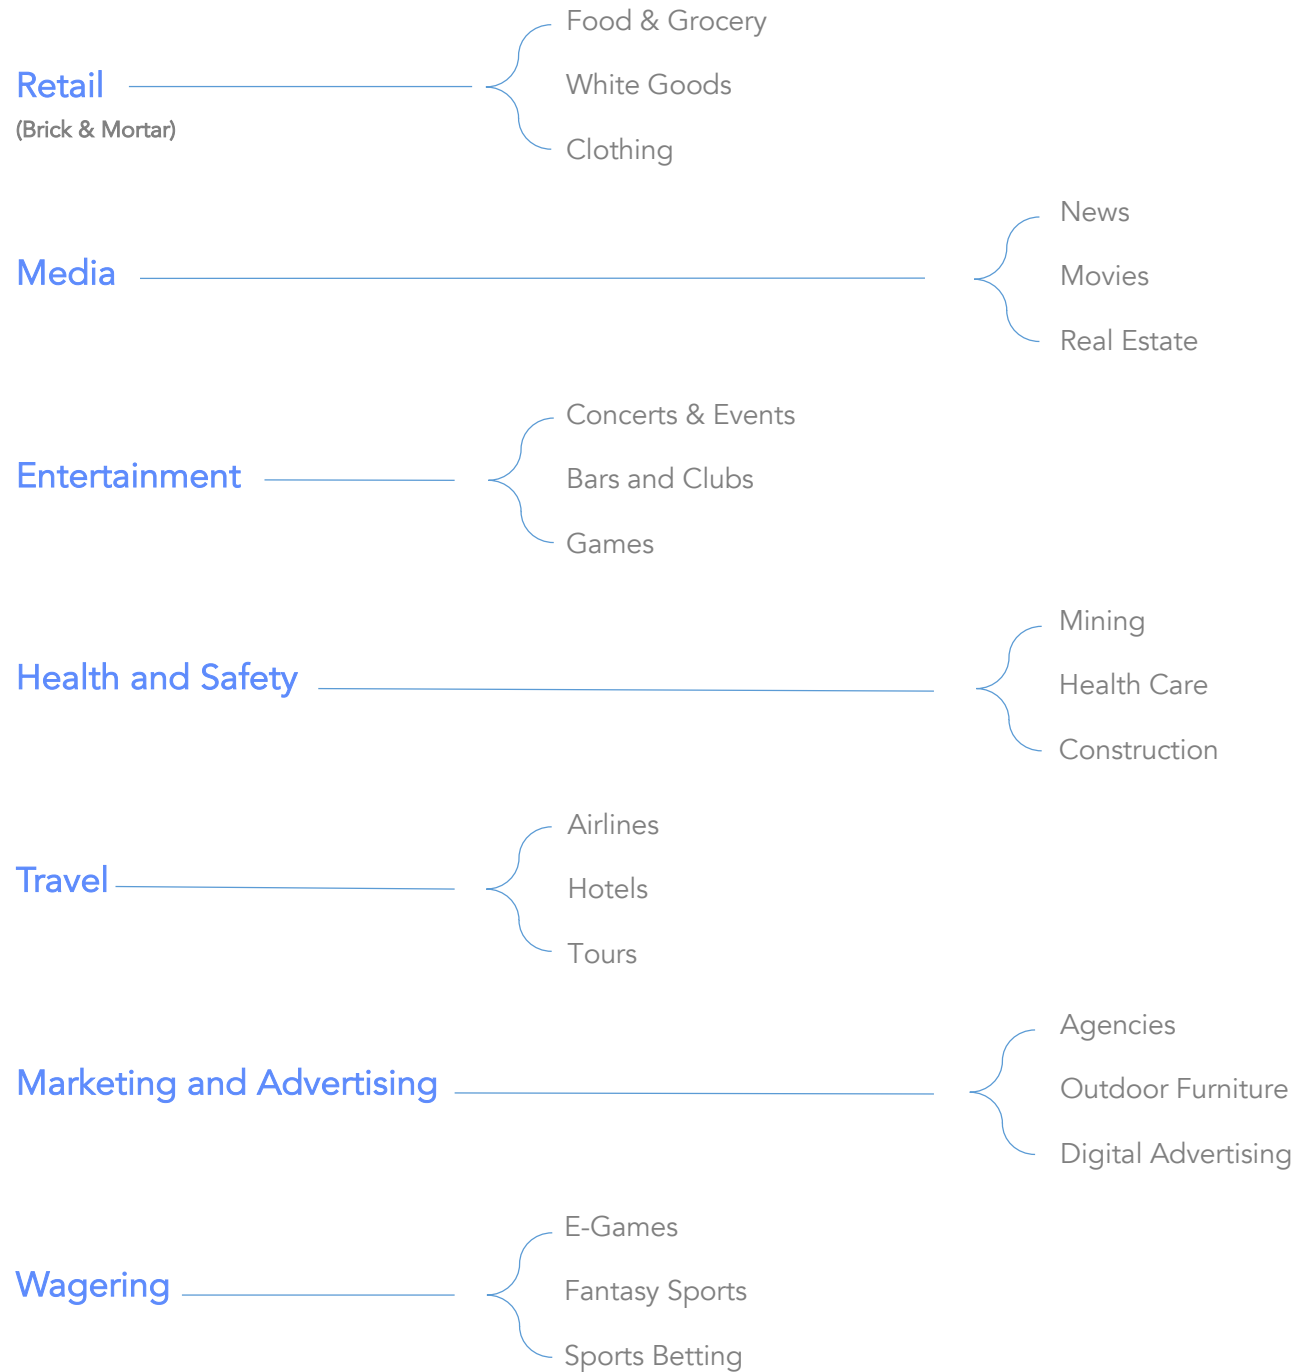 Retail
(Brick & Mortar)
Food & Grocery
White Goods
Clothing
Media
News
Movies
Real Estate
Entertainment
Concerts & Events
Bars and Clubs
Games
Health and Safety
Mining
Health Care
Construction
Travel
Airlines
Hotels
Tours
Marketing and Advertising
Agencies
Outdoor Furniture
Digital Advertising
Wagering
E-Games
Fantasy Sports
Sports Betting